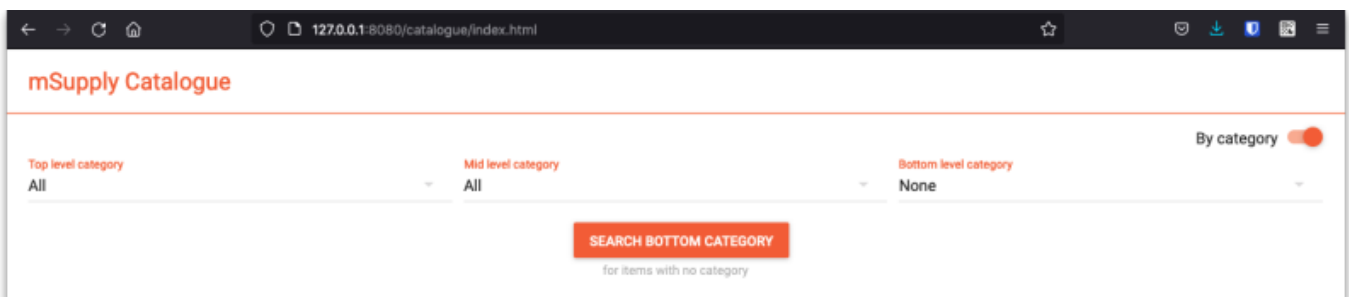 127.0.0.1:8080/catalogue/index.html
mSupply Catalogue
By category
Top level category
All
Mid level category
All
Bottom level category
None
SEARCH BOTTOM CATEGORY
for items with no category